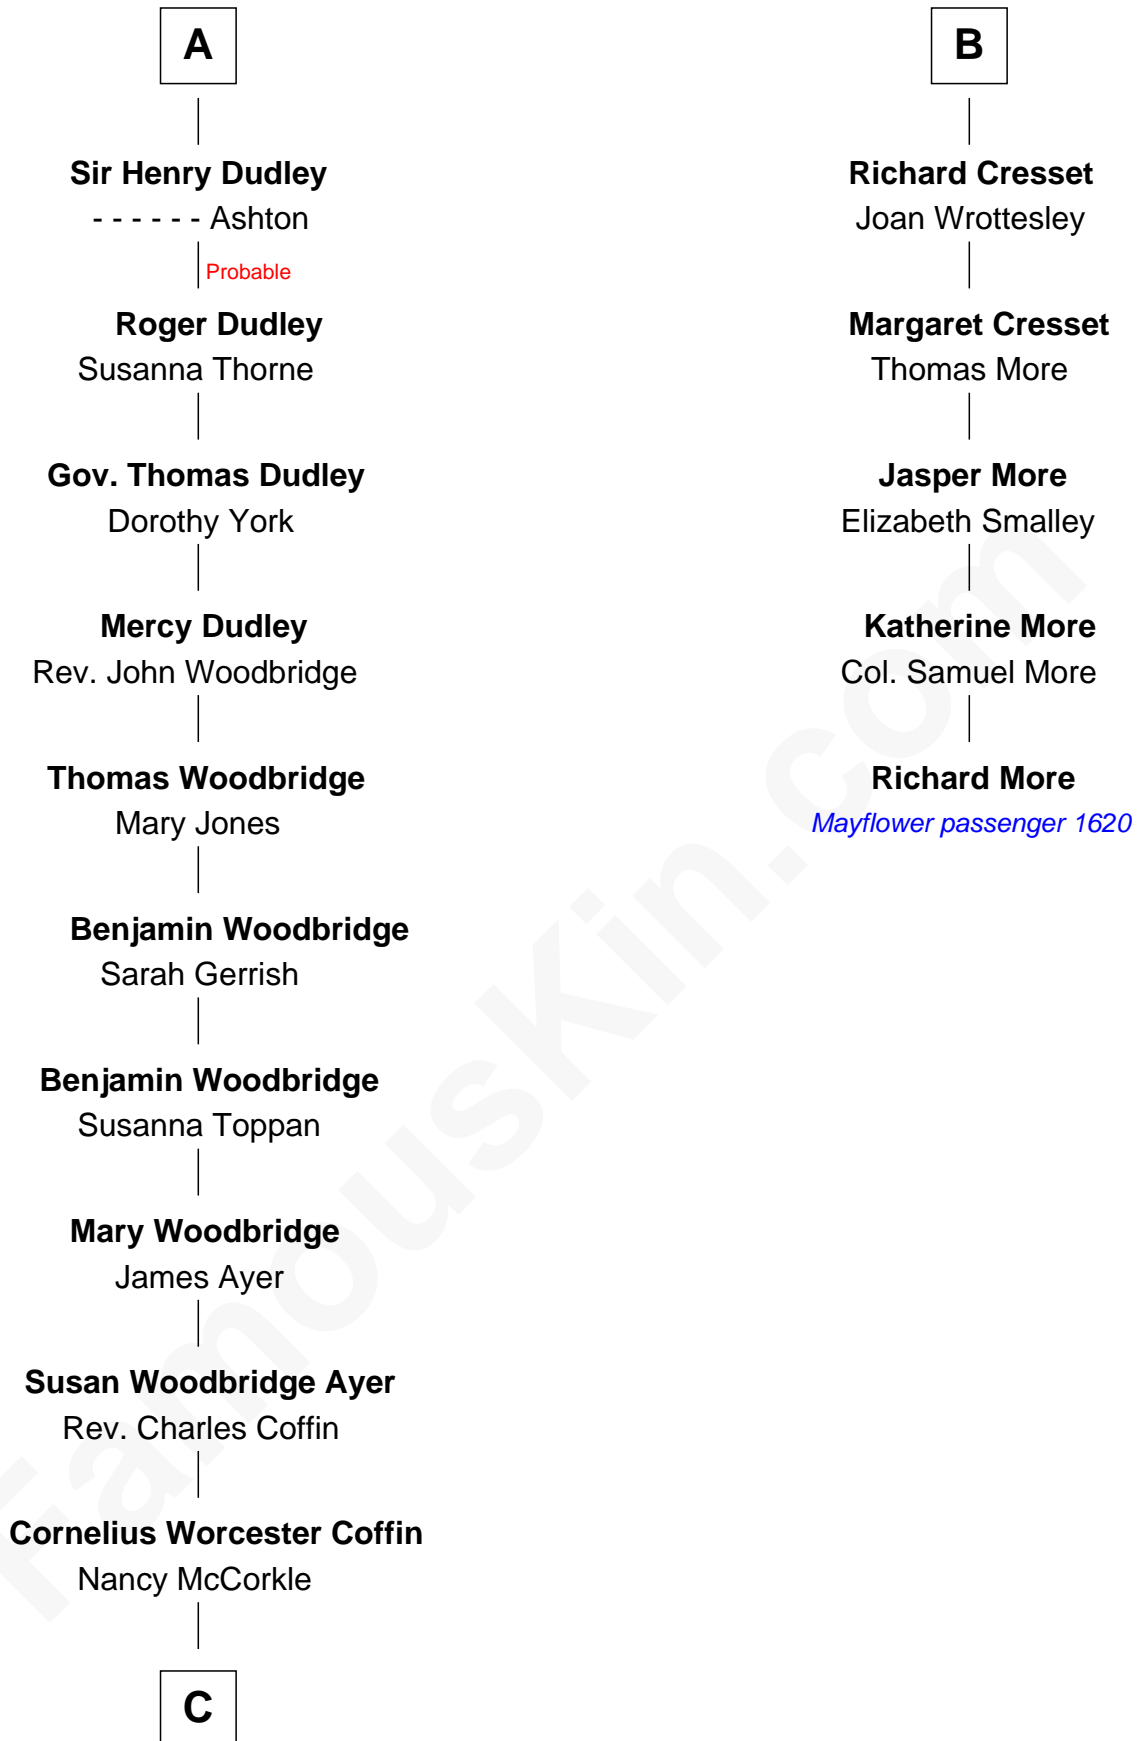 A
Sir Henry Dudley
- - - - - - Ashton
Probable
Roger Dudley
Susanna Thorne
Gov. Thomas Dudley
Dorothy York
Mercy Dudley
Rev. John Woodbridge
Thomas Woodbridge
Mary Jones
Benjamin Woodbridge
Sarah Gerrish
Benjamin Woodbridge
Susanna Toppan
Mary Woodbridge
James Ayer
Susan Woodbridge Ayer
Rev. Charles Coffin
Cornelius Worcester Coffin
Nancy McCorkle
C
B
Richard Cresset
Joan Wrottesley
Margaret Cresset
Thomas More
Jasper More
Elizabeth Smalley
Katherine More
Col. Samuel More
Richard More
Mayflower passenger 1620
FamousKin.com